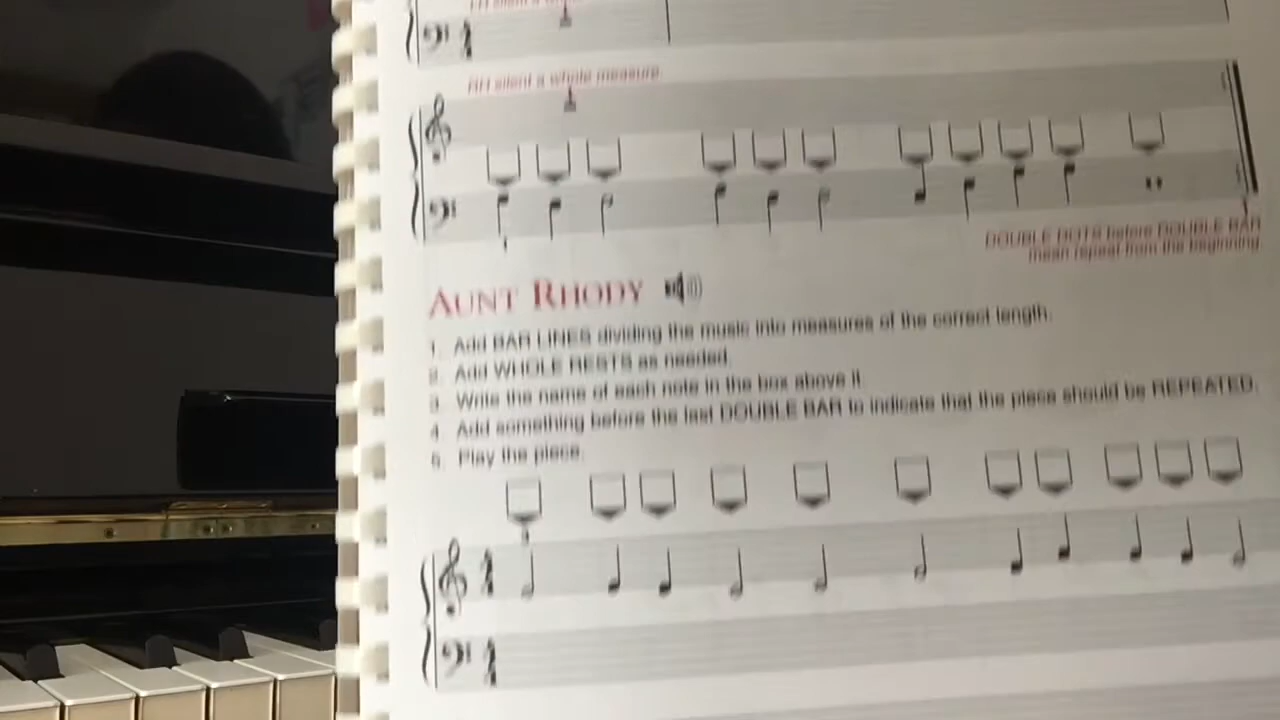 RH silent a whole measure
DOUBLE DOTS before DOUBLE BAR
mean repeat from the beginning.
AUNT RHODY
1. Add BAR LINES dividing the music into measures of the correct length.
2. Add WHOLE RESTS as needed.
3. Write the name of each note in the box above it.
4. Add something before the last DOUBLE BAR to indicate that the piece should be REPEATED.
5. Play the piece.